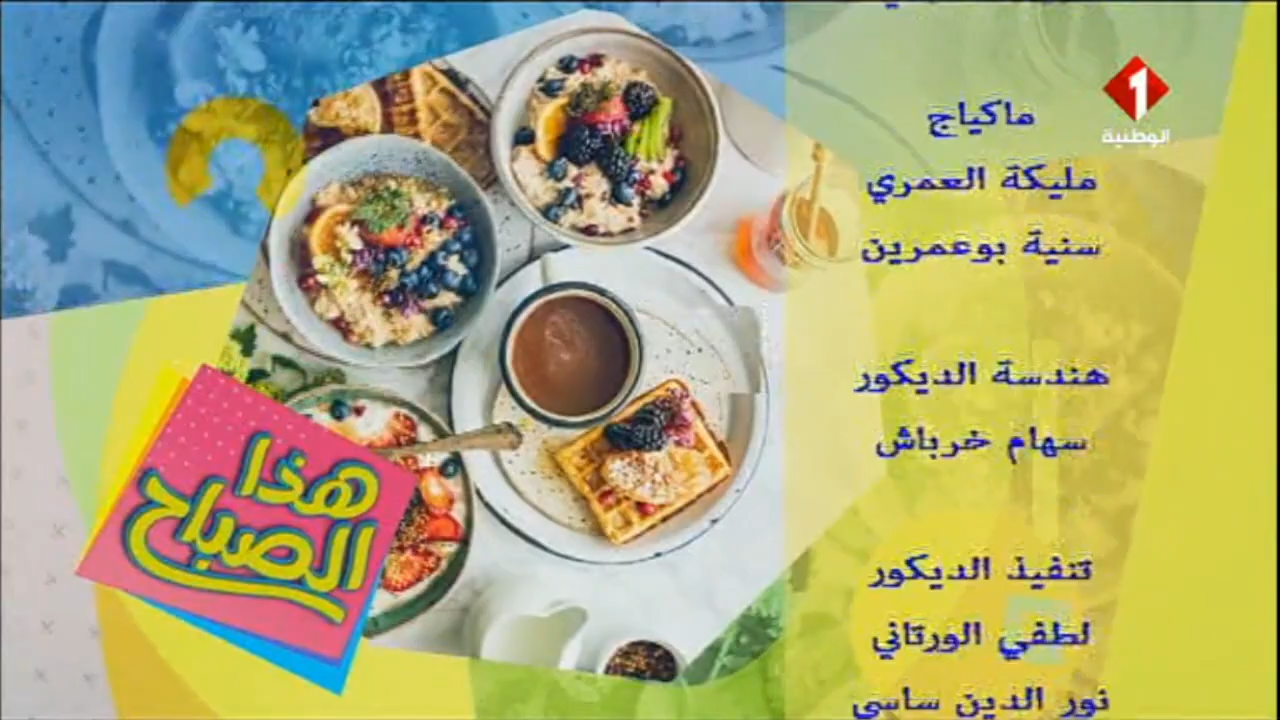 1
الوطنية
ماكياج
مليكة العمري
سنية بوعمرين
هندسة الديكور
سهام خرباش
تنفيذ الديكور
لطفي الورتاني
نور الدين ساسي
هذا
الصباح